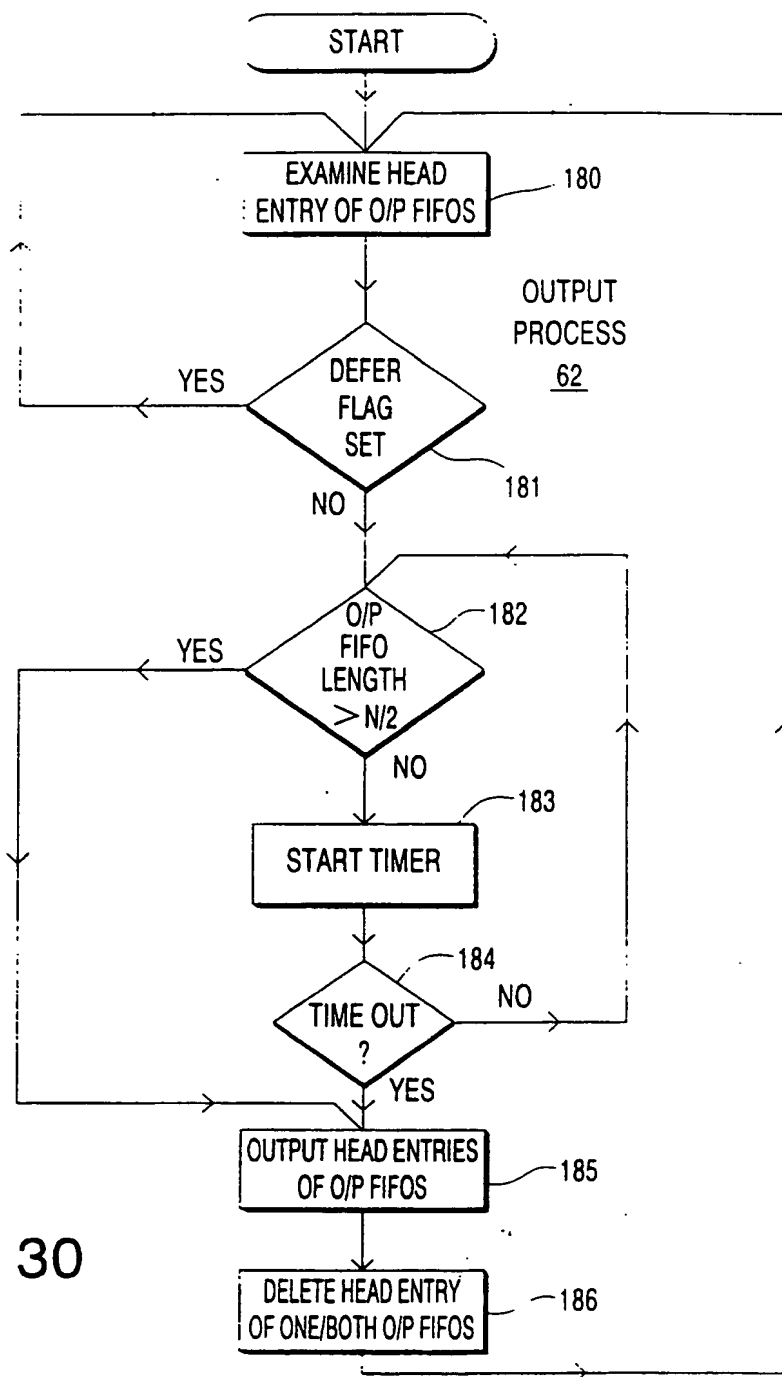 START
EXAMINE HEAD
ENTRY OF O/P FIFOS
180
OUTPUT
PROCESS
62
YES
DEFER
FLAG
SET
181
NO
O/P
FIFO
LENGTH
> N/2
182
YES
NO
183
START TIMER
184
TIME OUT
?
NO
YES
OUTPUT HEAD ENTRIES
OF O/P FIFOS
185
30
DELETE HEAD ENTRY
OF ONE/BOTH O/P FIFOS
186